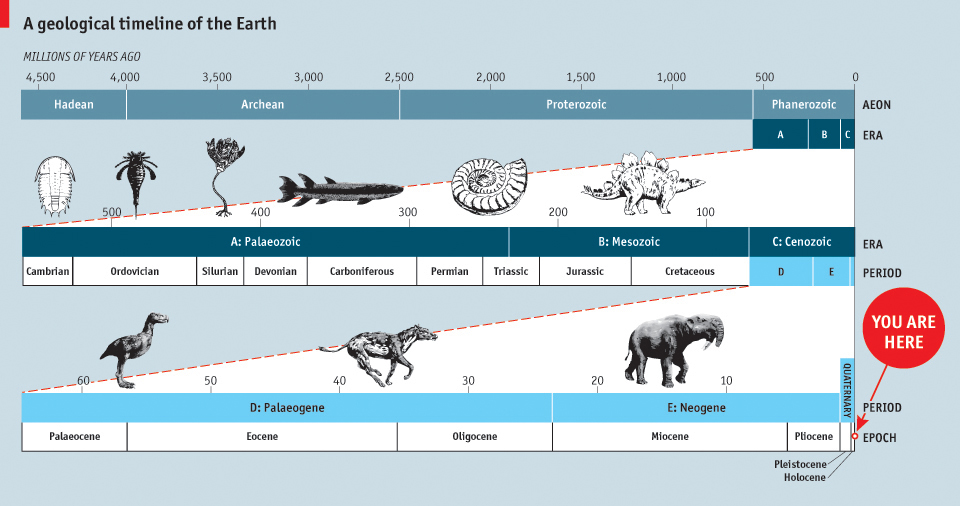 A geological timeline of the Earth
MILLIONS OF YEARS AGO
4,500 4,000 3,500 3,000 2,500 2,000 1,500 1,000 500 0
Hadean Archean Proterozoic Phanerozoic AEON
A B C ERA
500 400 300 200 100
A: Palaeozoic B: Mesozoic C: Cenozoic ERA
Cambrian Ordovician Silurian Devonian Carboniferous Permian Triassic Jurassic Cretaceous D E PERIOD
YOU ARE
HERE
60 50 40 30 20 10
QUATERNARY
D: Palaeogene E: Neogene PERIOD
Palaeocene Eocene Oligocene Miocene Pliocene EPOCH
Pleistocene
Holocene